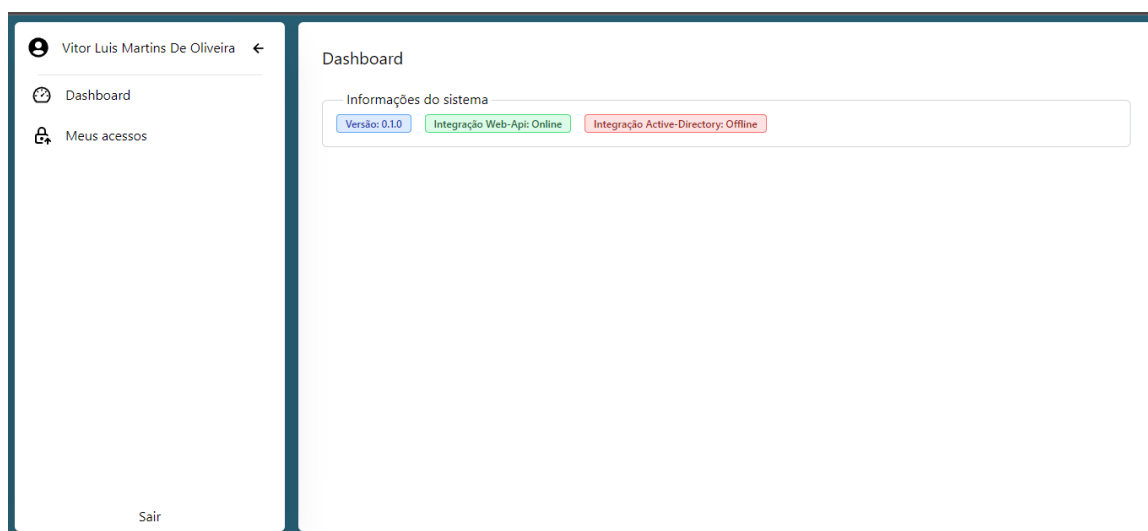 Vitor Luis Martins De Oliveira
Dashboard
Meus acessos
Sair
Dashboard
Informações do sistema
Versão: 0.1.0 Integração Web-Api: Online Integração Active-Directory: Offline